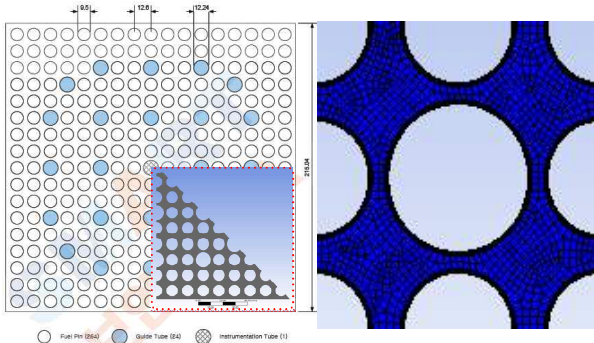 9.5
12.6
12.24
215.04
Fuel Pin (264)
Guide Tube (24)
Instrumentation Tube (1)